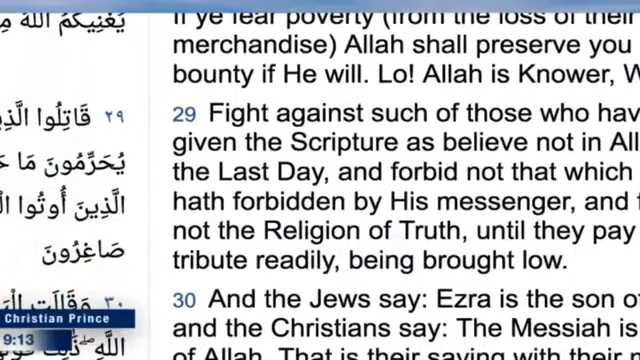 يُغْنِيكُمُ اللَّهُ
If ye fear poverty (from the loss of their
merchandise) Allah shall preserve you
bounty if He will. Lo! Allah is Knower,
٢٩ قَاتِلُوا
يُحَرِّمُونَ مَا
الَّذِينَ أُوتُوا
صَاغِرُونَ
29 Fight against such of those who
given the Scripture as believe not in
the Last Day, and forbid not that which
hath forbidden by His messenger, and
not the Religion of Truth, until they pay
tribute readily, being brought low.
٣٠ وَقَالَتِ
30 And the Jews say: Ezra is the son of
and the Christians say: The Messiah is
of Allah. That is their saying with their
Christian Prince
9:13